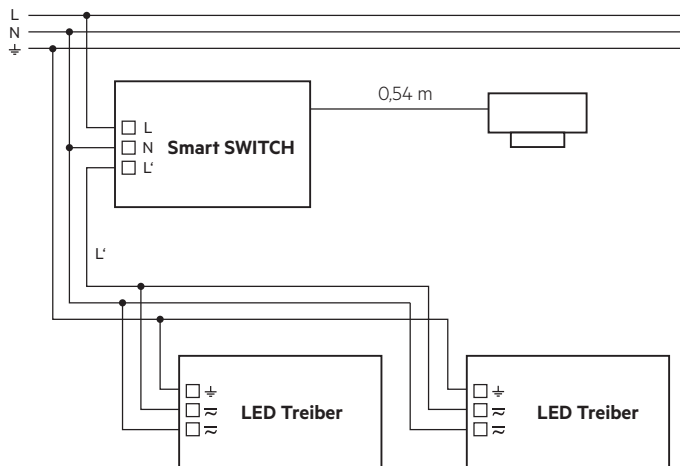 L
N
⏚
0,54 m
L
N
L‘
Smart SWITCH
L‘
⏚
LED Treiber
⏚
LED Treiber